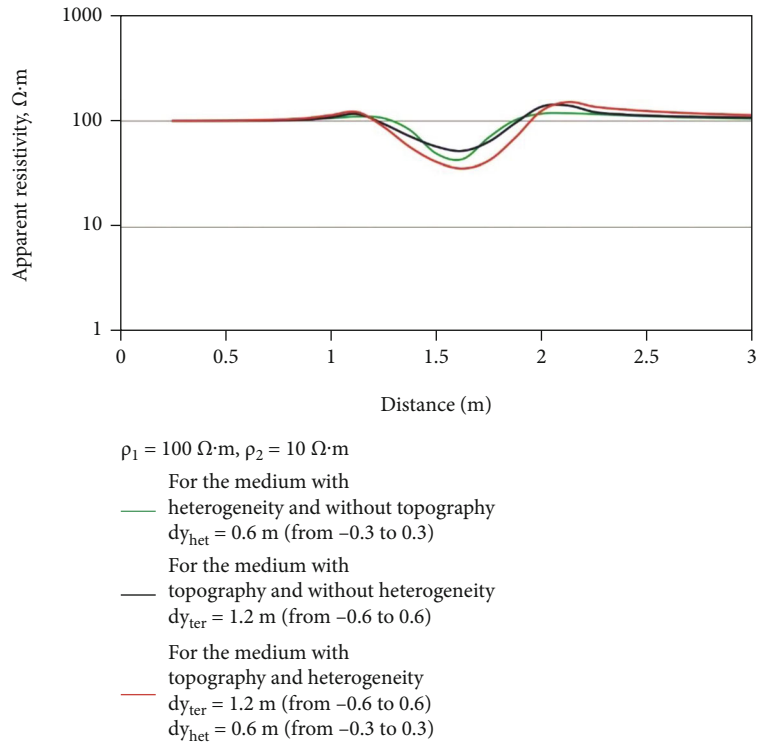 1000
100
10
1
Apparent resistivity, Ω·m
0 0.5 1 1.5 2 2.5 3
Distance (m)
ρ1 = 100 Ω·m, ρ2 = 10 Ω·m
For the medium with
heterogeneity and without topography
dyhet = 0.6 m (from –0.3 to 0.3)
For the medium with
topography and without heterogeneity
dyter = 1.2 m (from –0.6 to 0.6)
For the medium with
topography and heterogeneity
dyter = 1.2 m (from –0.6 to 0.6)
dyhet = 0.6 m (from –0.3 to 0.3)